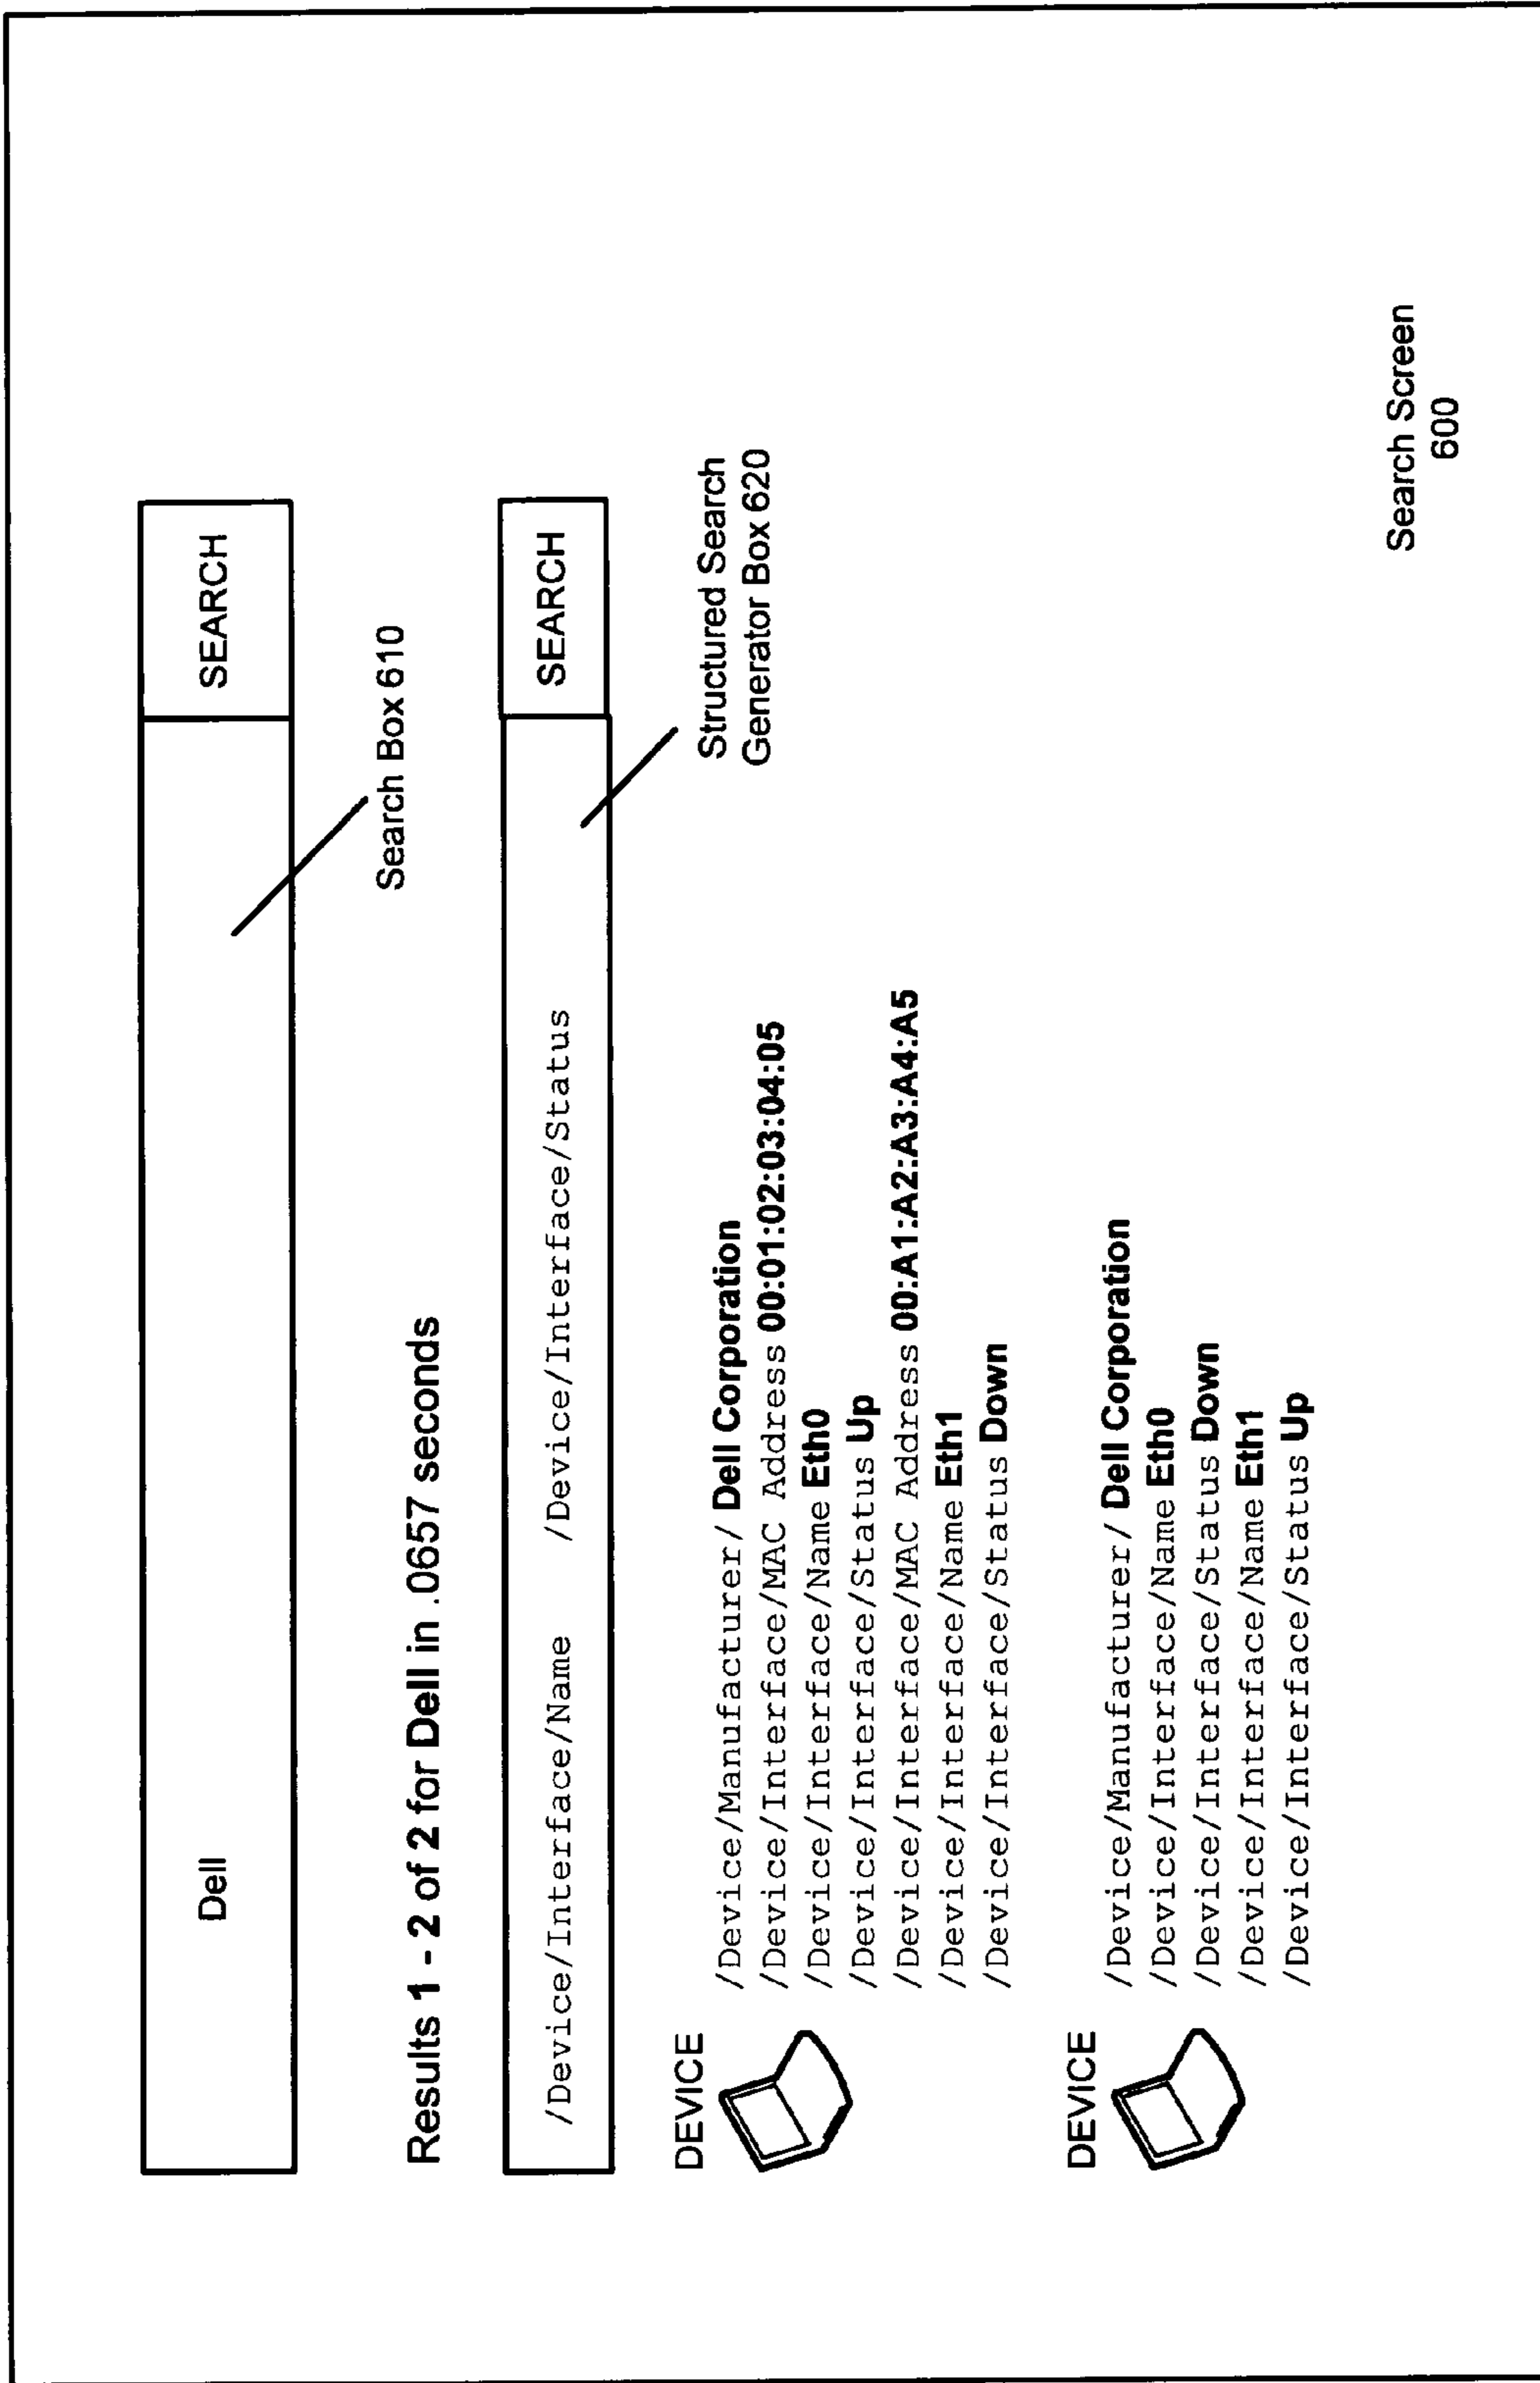 Dell
SEARCH
Search Box 610
Results 1 - 2 of 2 for Dell in .0657 seconds
/Device/Interface/Name /Device/Interface/Status
SEARCH
Structured Search
Generator Box 620
DEVICE
/Device/Manufacturer/ Dell Corporation
/Device/Interface/MAC Address 00:01:02:03:04:05
/Device/Interface/Name Eth0
/Device/Interface/Status Up
/Device/Interface/MAC Address 00:A1:A2:A3:A4:A5
/Device/Interface/Name Eth1
/Device/Interface/Status Down
DEVICE
/Device/Manufacturer/ Dell Corporation
/Device/Interface/Name Eth0
/Device/Interface/Status Down
/Device/Interface/Name Eth1
/Device/Interface/Status Up
Search Screen
600